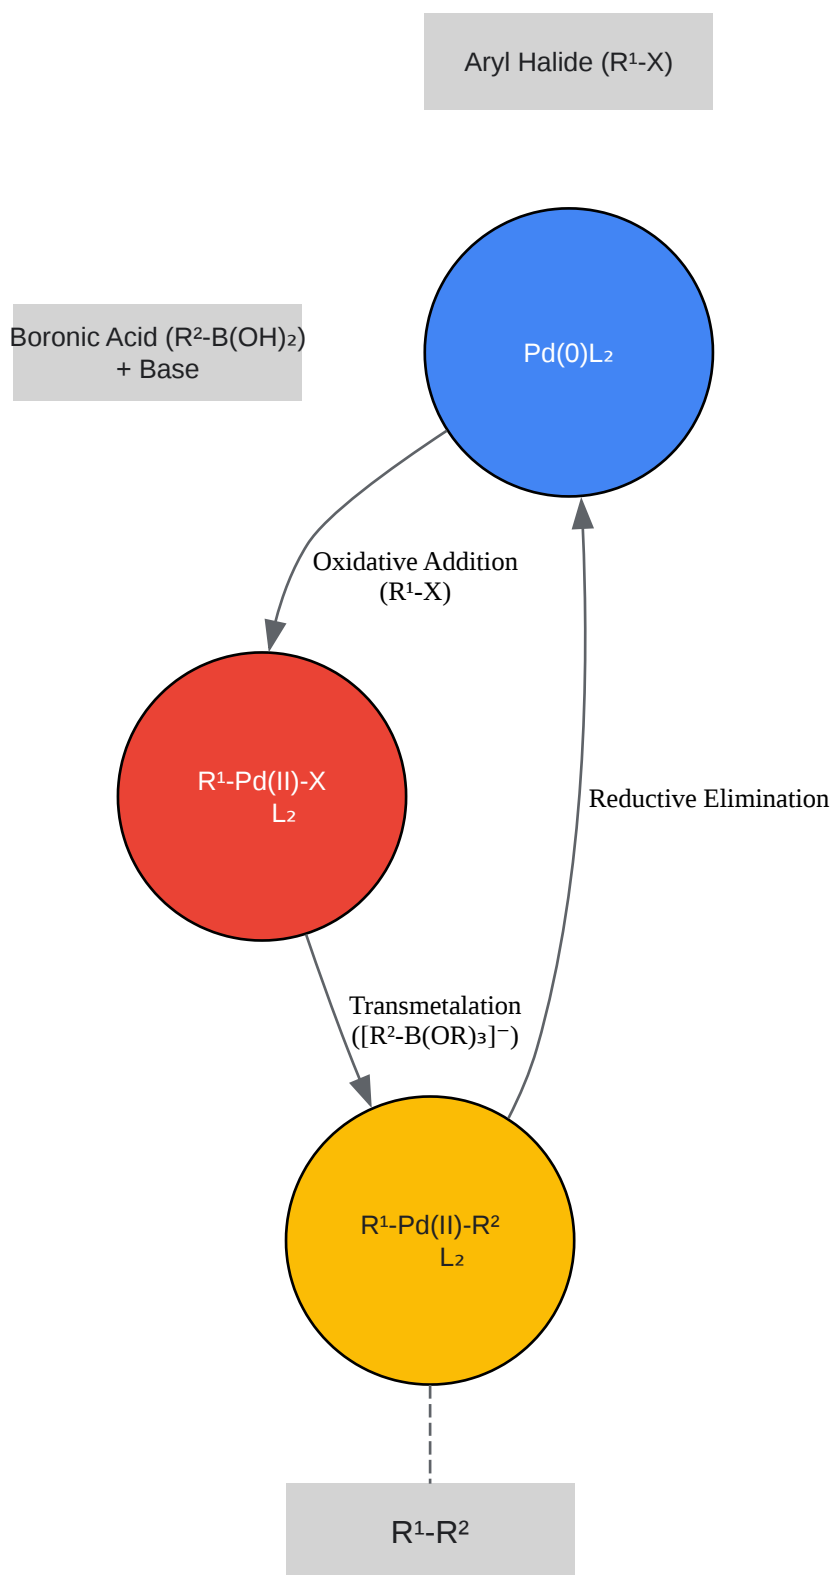 Aryl Halide (R¹-X)
Boronic Acid (R²-B(OH)₂)
+ Base
Pd(0)L₂
Oxidative Addition
(R¹-X)
R¹-Pd(II)-X
L₂
Reductive Elimination
Transmetalation
([R²-B(OR)₃]⁻)
R¹-Pd(II)-R²
L₂
R¹-R²